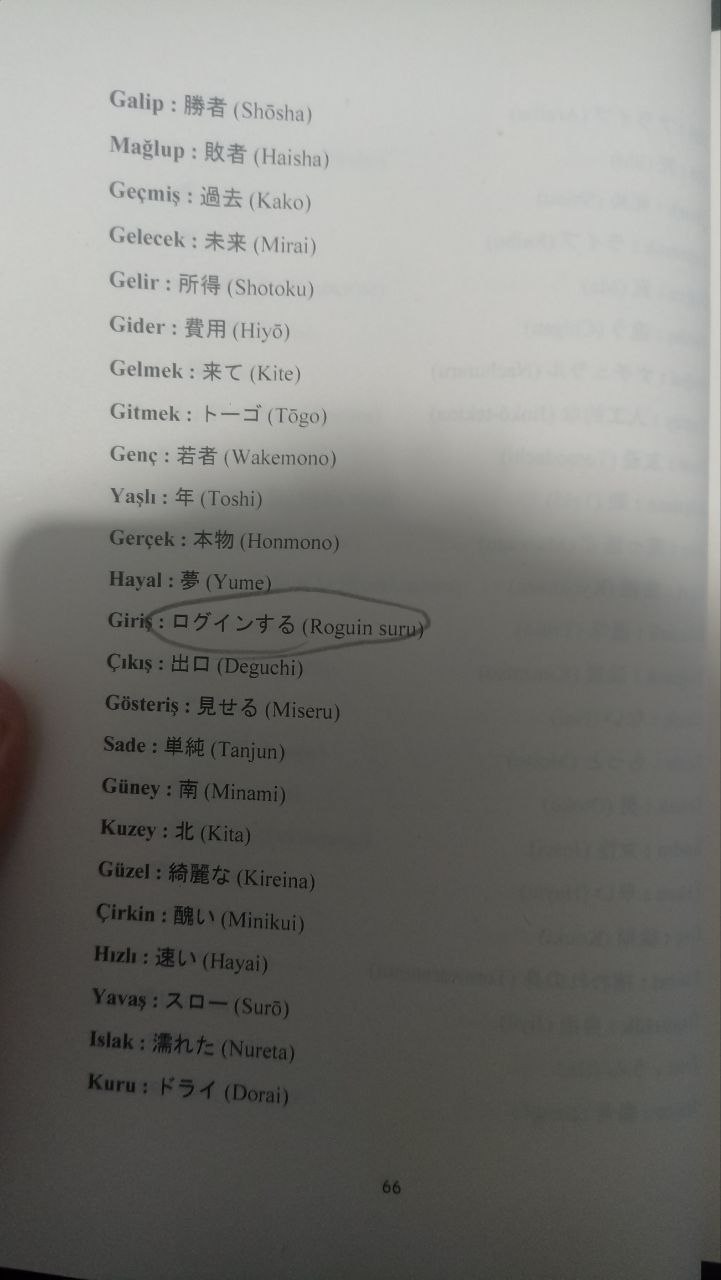 Galip : 勝者 (Shōsha)
Mağlup : 敗者 (Haisha)
Geçmiş : 過去 (Kako)
Gelecek : 未来 (Mirai)
Gelir : 所得 (Shotoku)
Gider : 費用 (Hiyō)
Gelmek : 来て (Kite)
Gitmek : トーゴ (Tōgo)
Genç : 若者 (Wakemono)
Yaşlı : 年 (Toshi)
Gerçek : 本物 (Honmono)
Hayal : 夢 (Yume)
Giriş : ログインする (Roguin suru)
Çıkış : 出口 (Deguchi)
Gösteriş : 見せる (Miseru)
Sade : 単純 (Tanjun)
Güney : 南 (Minami)
Kuzey : 北 (Kita)
Güzel : 綺麗な (Kireina)
Çirkin : 醜い (Minikui)
Hızlı : 速い (Hayai)
Yavaş : スロー (Surō)
Islak : 濡れた (Nureta)
Kuru : ドライ (Dorai)
66